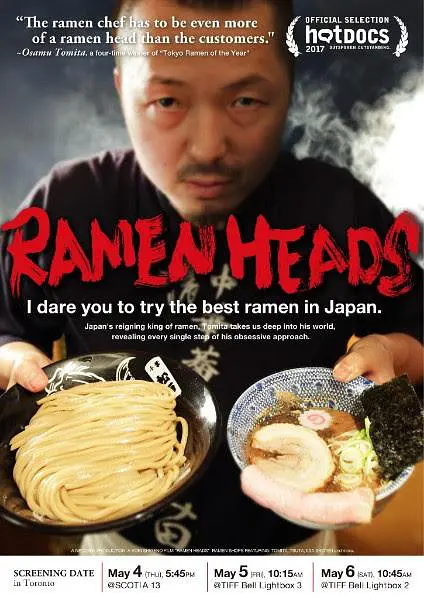 “The ramen chef has to be even more
of a ramen head than the customers."
~Osamu Tomita, a four-time winner of "Tokyo Ramen of the Year"
OFFICIAL SELECTION
hotDOCS
OUTSPOKEN. OUTSTANDING.
2017
RAMEN HEADS
I dare you to try the best ramen in Japan.
Japan's reigning king of ramen, Tomita takes us deep into his world,
revealing every single step of his obsessive approach.
SCREENING DATE
in Toronto
May 4 (THU), 5:45PM
@SCOTIA 13
May 5 (FRI), 10:15AM
@TIFF Bell Lightbox 3
May 6 (SAT), 10:45AM
@TIFF Bell Lightbox 2